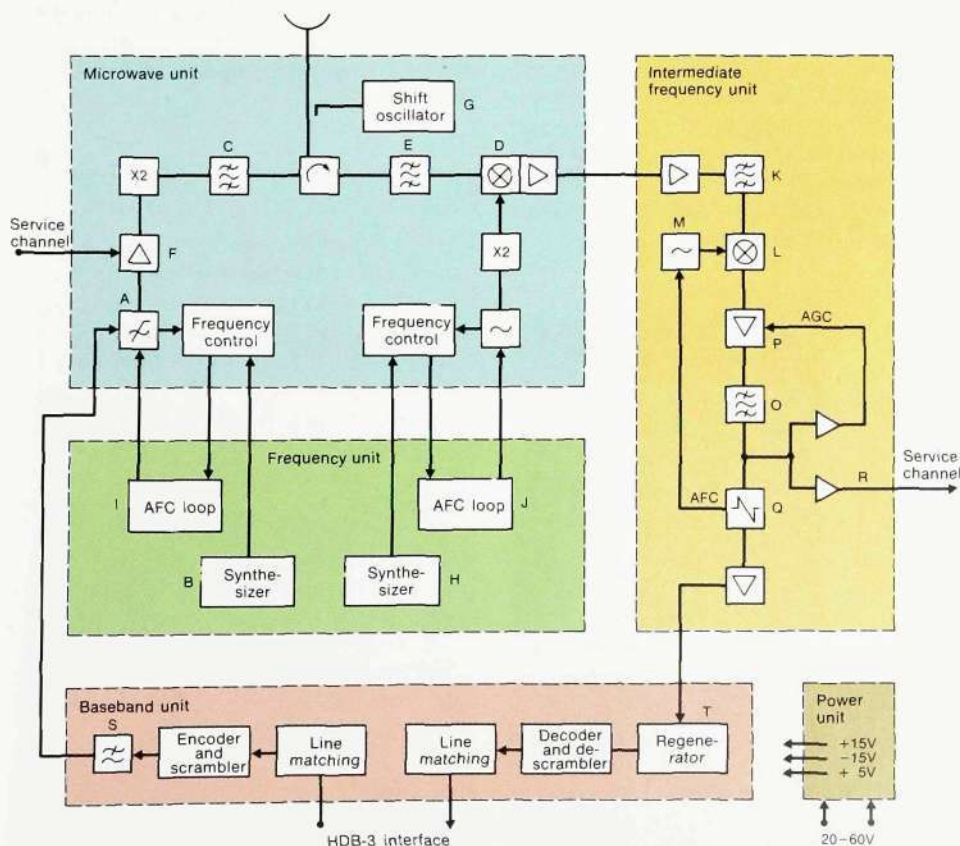 Microwave unit
Shift
oscillator
G
C
E
D
X2
Service
channel
F
X2
A
Frequency
control
Frequency
control
Intermediate
frequency unit
K
M
L
AGC
P
O
Service
channel
R
AFC
Q
Frequency unit
I
AFC loop
AFC loop
J
B
Synthe-
sizer
Synthe-
sizer
H
Baseband unit
S
Encoder
and
scrambler
Line
matching
Line
matching
Decoder
and de-
scrambler
T
Regene-
rator
HDB-3 interface
Power
unit
+15V
−15V
+ 5V
20-60V